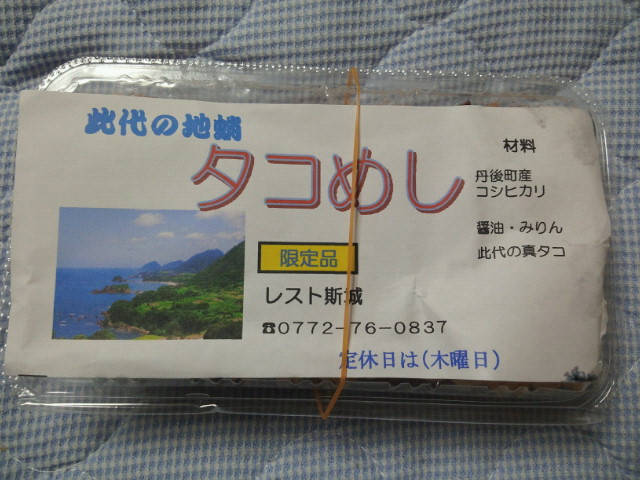 此代の地蛸
タコめし
限定品
レスト斯城
☎0772-76-0837
定休日は(木曜日)
材料
丹後町産
コシヒカリ
醤油・みりん
此代の真タコ